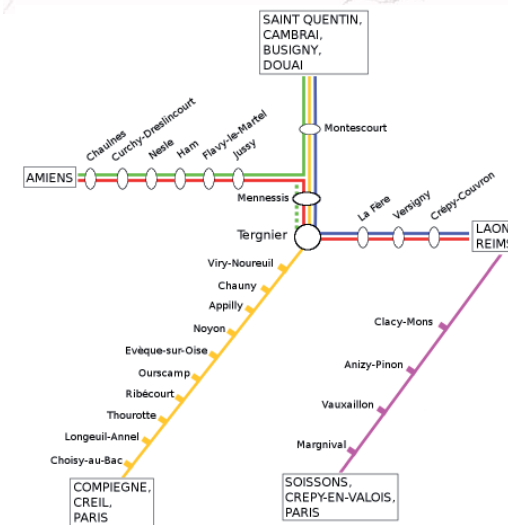 SAINT QUENTIN,
CAMBRAI,
BUSIGNY,
DOUAI
Montescourt
Chaulnes
Curchy-Dreslincourt
Nesle
Ham
Flavy-le-Martel
Jussy
AMIENS
Mennessis
Tergnier
La Fère
Versigny
Crépy-Couvron
LAON
REIMS
Viry-Noureuil
Chauny
Appilly
Noyon
Evèque-sur-Oise
Ourscamp
Ribécourt
Thourotte
Longeuil-Annel
Choisy-au-Bac
COMPIEGNE,
CREIL,
PARIS
Clacy-Mons
Anizy-Pinon
Vauxaillon
Margnival
SOISSONS,
CREPY-EN-VALOIS,
PARIS